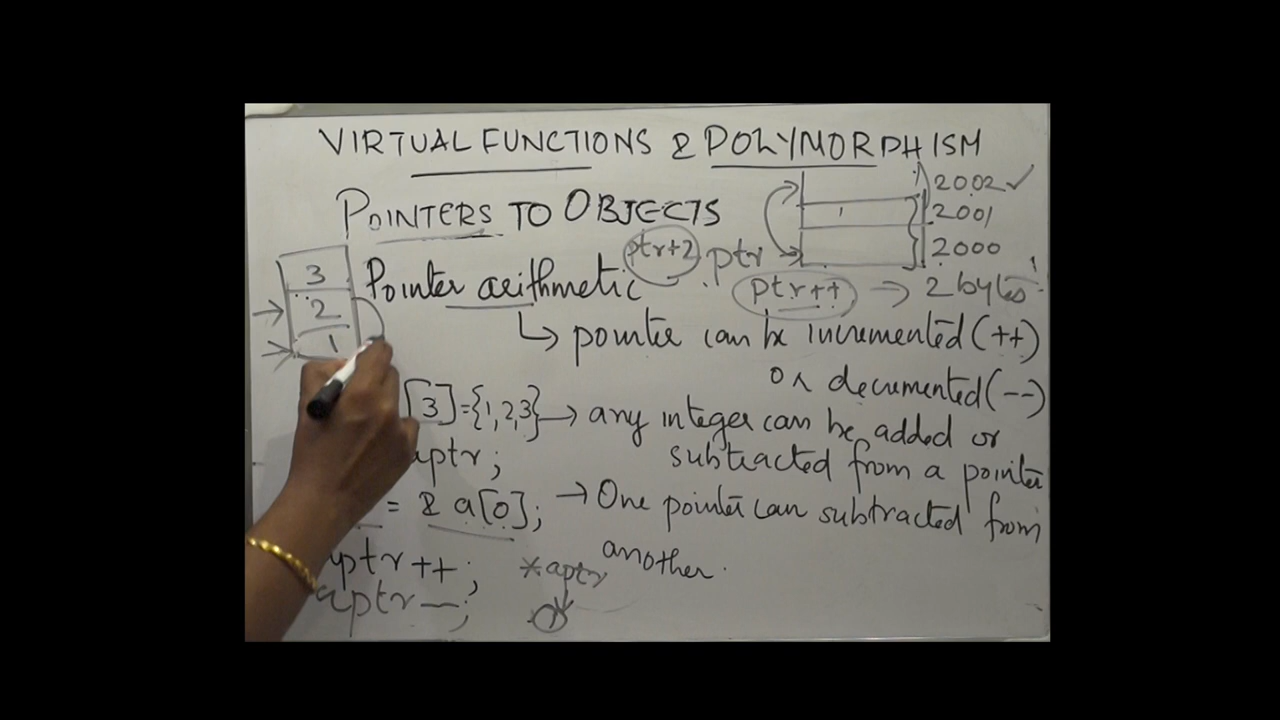 VIRTUAL FUNCTIONS & POLYMORPHISM
POINTERS TO OBJECTS
2002
2001
2000
ptr+2 ptr
3
2
1
Pointer arithmetic
ptr++ → 2 bytes
↳ pointer can be incremented (++)
or decremented (--)
[3]={1,2,3}
→ any integer can be added or
subtracted from a pointer
aptr;
= & a[0];
→ One pointer can subtracted from
another.
aptr++;
*aptr
aptr--;
1